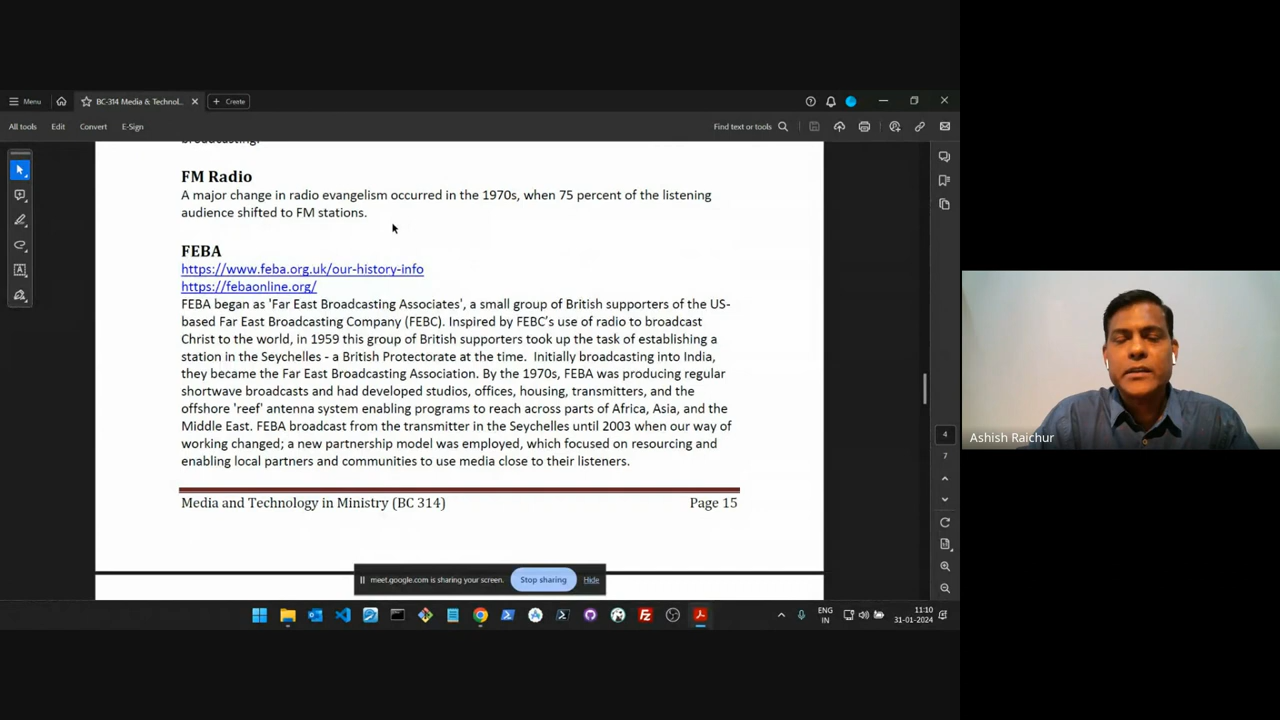 Menu
BC-314 Media & Technol...
Create
All tools
Edit
Convert
E-Sign
Find text or tools
broadcasting.
FM Radio
A major change in radio evangelism occurred in the 1970s, when 75 percent of the listening
audience shifted to FM stations.
FEBA
https://www.feba.org.uk/our-history-info
https://febaonline.org/
FEBA began as 'Far East Broadcasting Associates', a small group of British supporters of the US-
based Far East Broadcasting Company (FEBC). Inspired by FEBC's use of radio to broadcast
Christ to the world, in 1959 this group of British supporters took up the task of establishing a
station in the Seychelles - a British Protectorate at the time. Initially broadcasting into India,
they became the Far East Broadcasting Association. By the 1970s, FEBA was producing regular
shortwave broadcasts and had developed studios, offices, housing, transmitters, and the
offshore 'reef' antenna system enabling programs to reach across parts of Africa, Asia, and the
Middle East. FEBA broadcast from the transmitter in the Seychelles until 2003 when our way of
working changed; a new partnership model was employed, which focused on resourcing and
enabling local partners and communities to use media close to their listeners.
Media and Technology in Ministry (BC 314) Page 15
4
7
Ashish Raichur
meet.google.com is sharing your screen.
Stop sharing
Hide
ENG
IN
11:10
31-01-2024